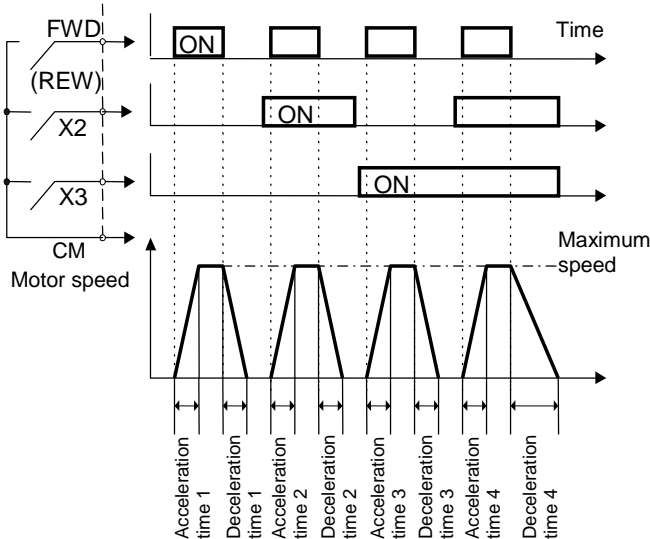 FWD
ON
Time
(REW)
X2
ON
X3
ON
CM
Motor speed
Maximum
speed
Acceleration
time 1
Deceleration
time 1
Acceleration
time 2
Deceleration
time 2
Acceleration
time 3
Deceleration
time 3
Acceleration
time 4
Deceleration
time 4